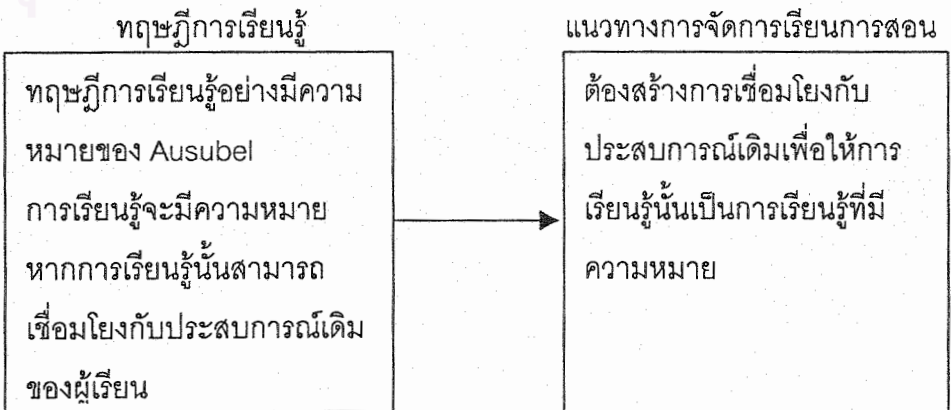 ทฤษฎีการเรียนรู้
ทฤษฎีการเรียนรู้อย่างมีความ
หมายของ Ausubel
การเรียนรู้จะมีความหมาย
หากการเรียนรู้นั้นสามารถ
เชื่อมโยงกับประสบการณ์เดิม
ของผู้เรียน
แนวทางการจัดการเรียนการสอน
ต้องสร้างการเชื่อมโยงกับ
ประสบการณ์เดิมเพื่อให้การ
เรียนรู้นั้นเป็นการเรียนรู้ที่มี
ความหมาย